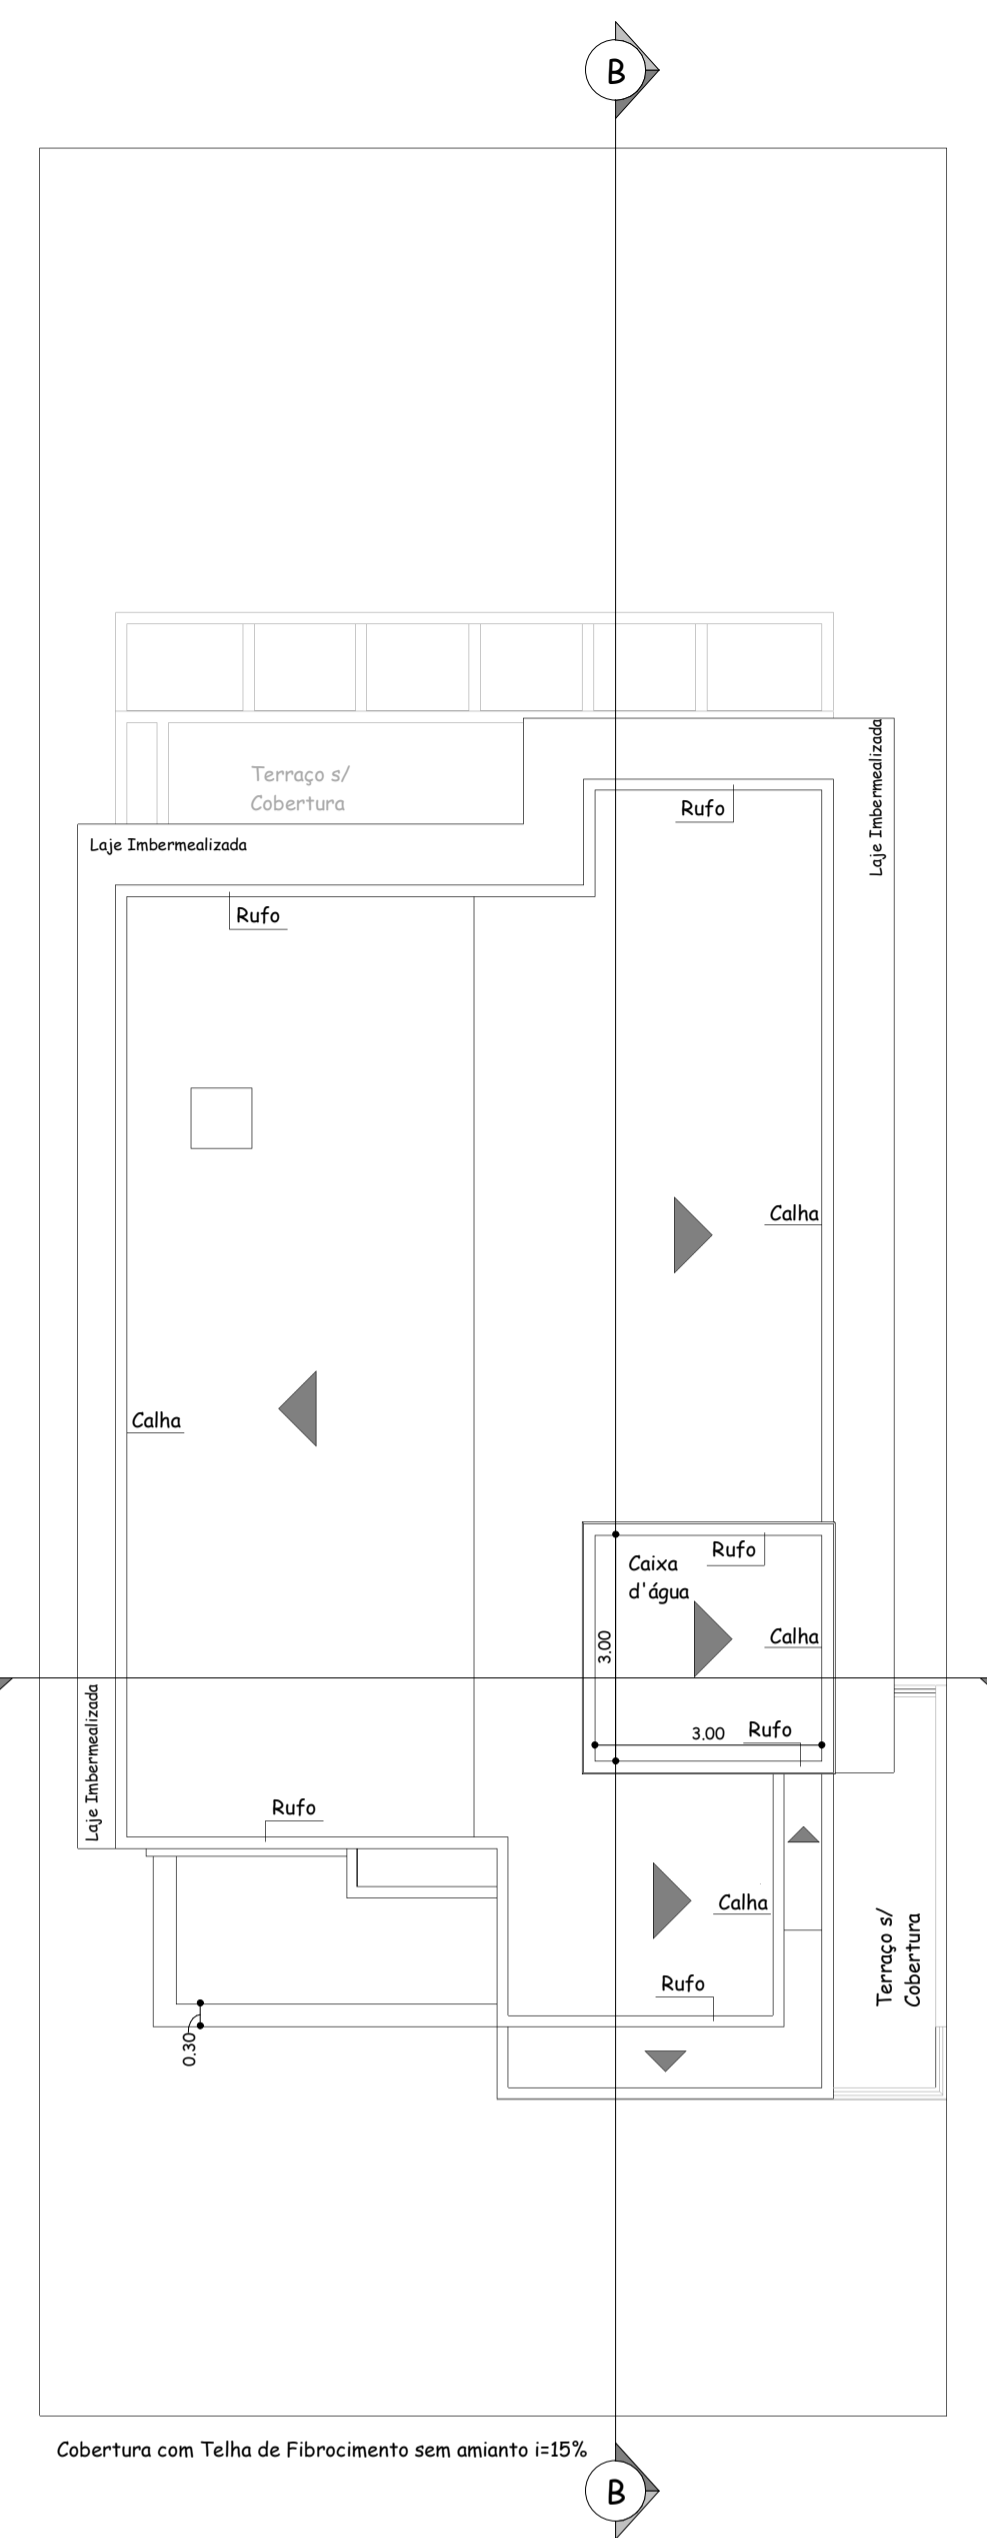 B
Terraço s/
Cobertura
Laje Imbermealizada
Rufo
Laje Imbermealizada
Rufo
Calha
Calha
Caixa
d'água
Rufo
3.00
Calha
3.00
Rufo
Laje Imbermealizada
Rufo
Calha
Rufo
Terraço s/
Cobertura
0.30
Cobertura com Telha de Fibrocimento sem amianto i=15%
B